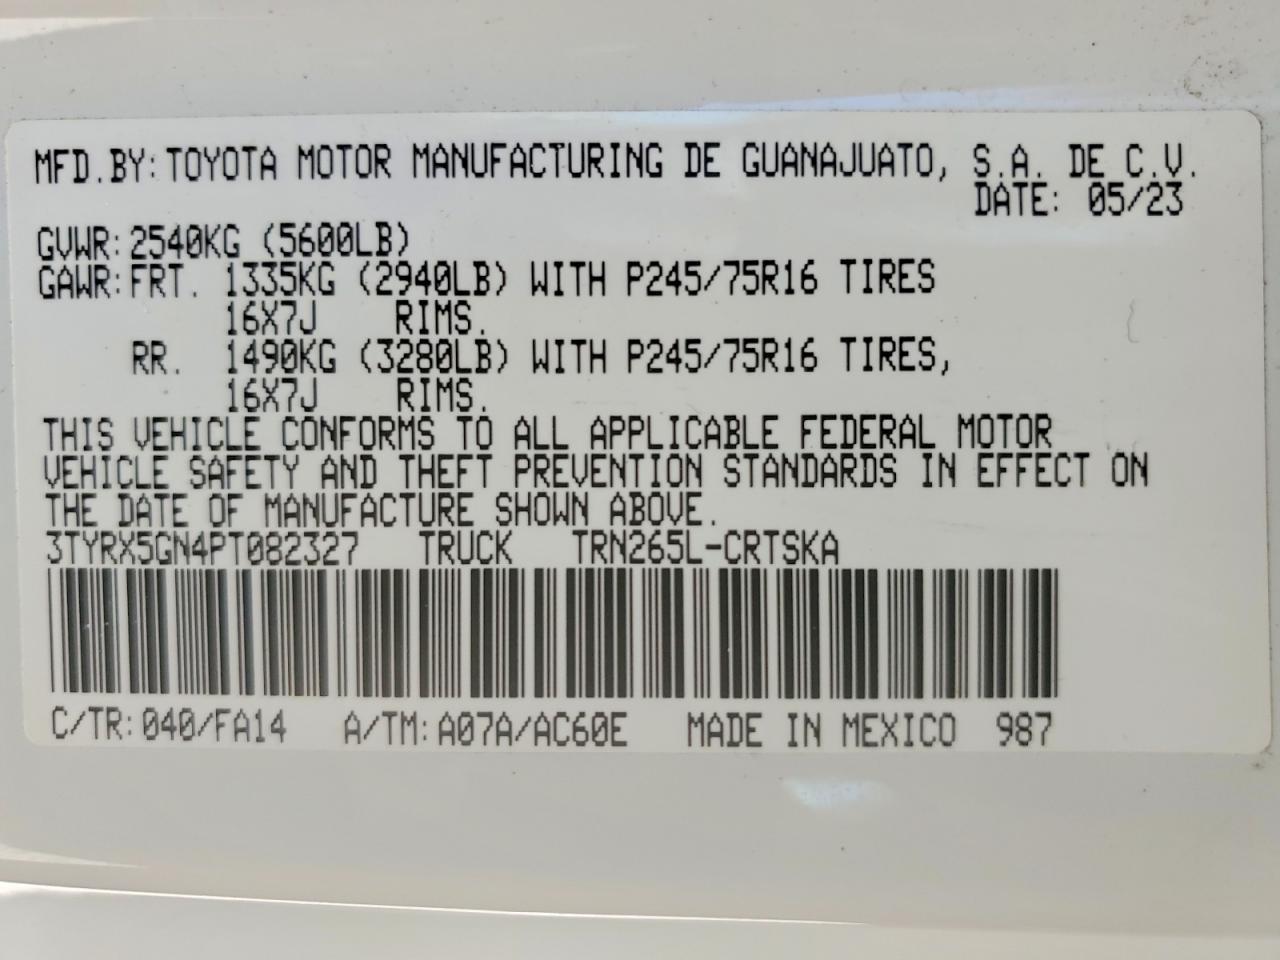 MFD.BY:TOYOTA MOTOR MANUFACTURING DE GUANAJUATO, S.A. DE C.V.
DATE: 05/23
GVWR:2540KG (5600LB)
GAWR:FRT. 1335KG (2940LB) WITH P245/75R16 TIRES
16X7J RIMS.
RR. 1490KG (3280LB) WITH P245/75R16 TIRES,
16X7J RIMS.
THIS VEHICLE CONFORMS TO ALL APPLICABLE FEDERAL MOTOR
VEHICLE SAFETY AND THEFT PREVENTION STANDARDS IN EFFECT ON
THE DATE OF MANUFACTURE SHOWN ABOVE.
3TYRX5GN4PT082327 TRUCK TRN265L-CRTSKA
C/TR:040/FA14 A/TM:A07A/AC60E MADE IN MEXICO 987